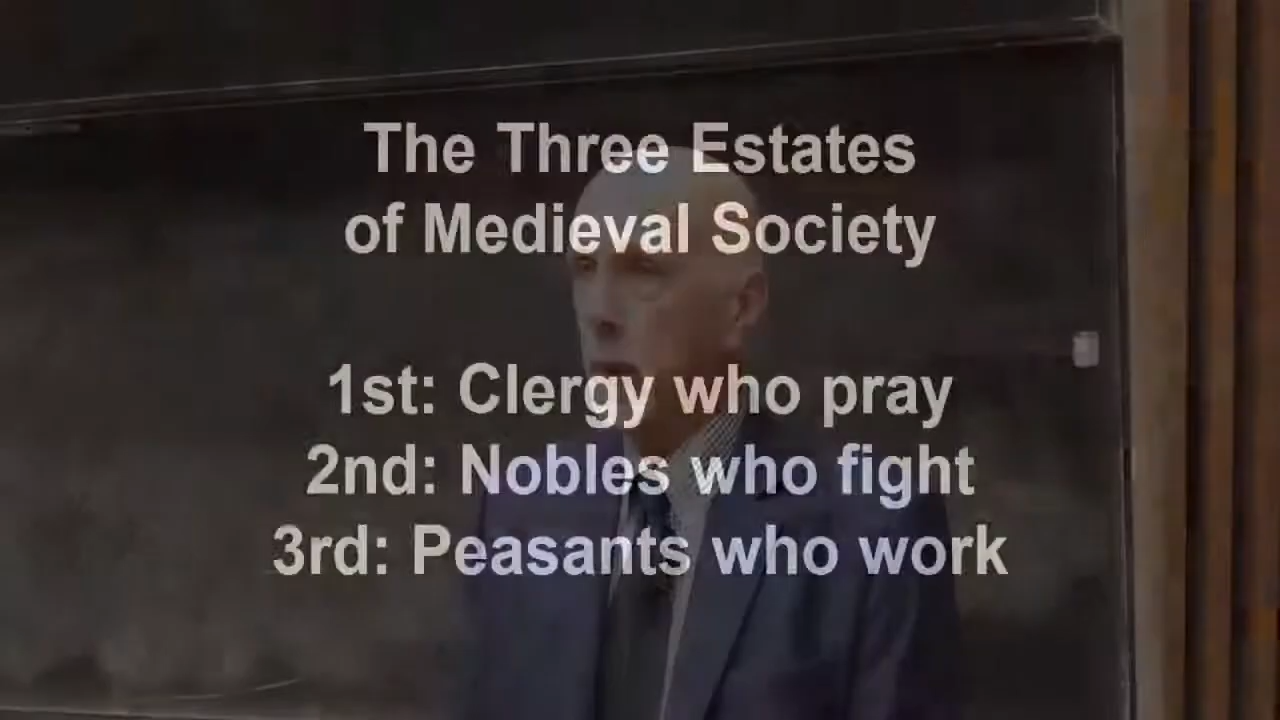 The Three Estates
of Medieval Society
1st: Clergy who pray
2nd: Nobles who fight
3rd: Peasants who work